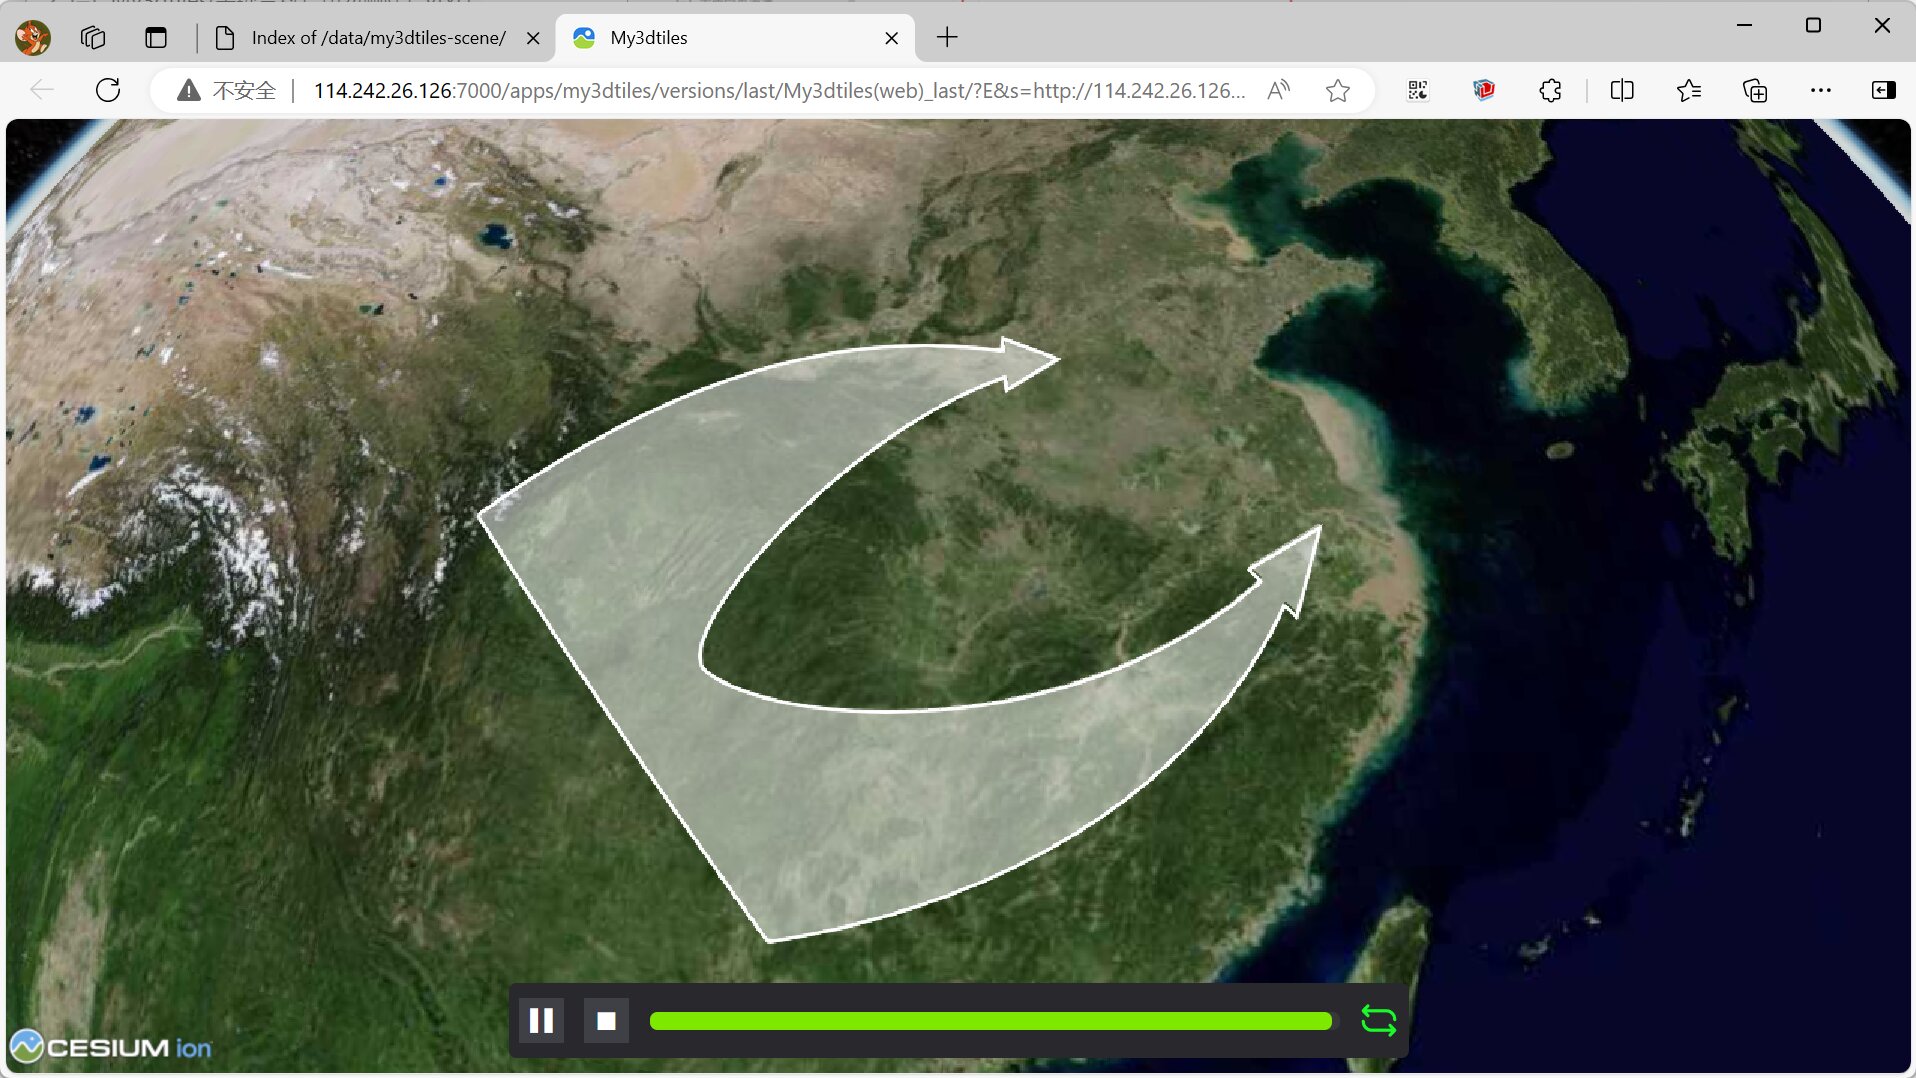 Index of /data/my3dtiles-scene/
My3dtiles
不安全
114.242.26.126:7000/apps/my3dtiles/versions/last/My3dtiles(web)_last/?E&s=http://114.242.26.126...
CESIUM ion